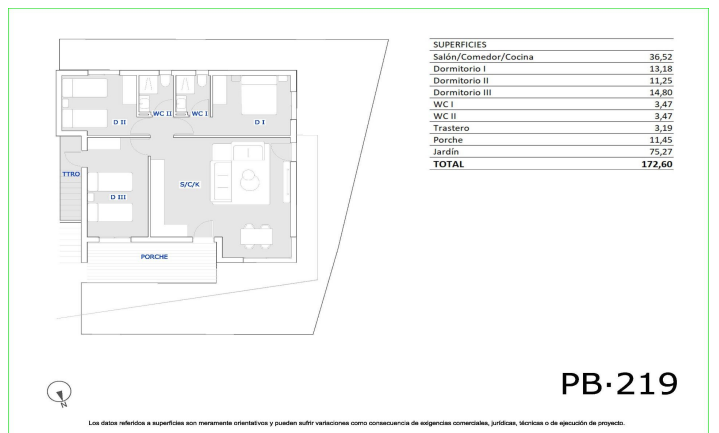 SUPERFICIES
Salón/Comedor/Cocina 36,52
Dormitorio I 13,18
Dormitorio II 11,25
Dormitorio III 14,80
WC I 3,47
WC II 3,47
Trastero 3,19
Porche 11,45
Jardín 75,27
TOTAL 172,60
D II
WC II
WC I
D I
TTRO
D III
S/C/K
PORCHE
N
PB·219
Los datos referidos a superficies son meramente orientativos y pueden sufrir variaciones como consecuencia de exigencias comerciales, jurídicas, técnicas o de ejecución de proyecto.